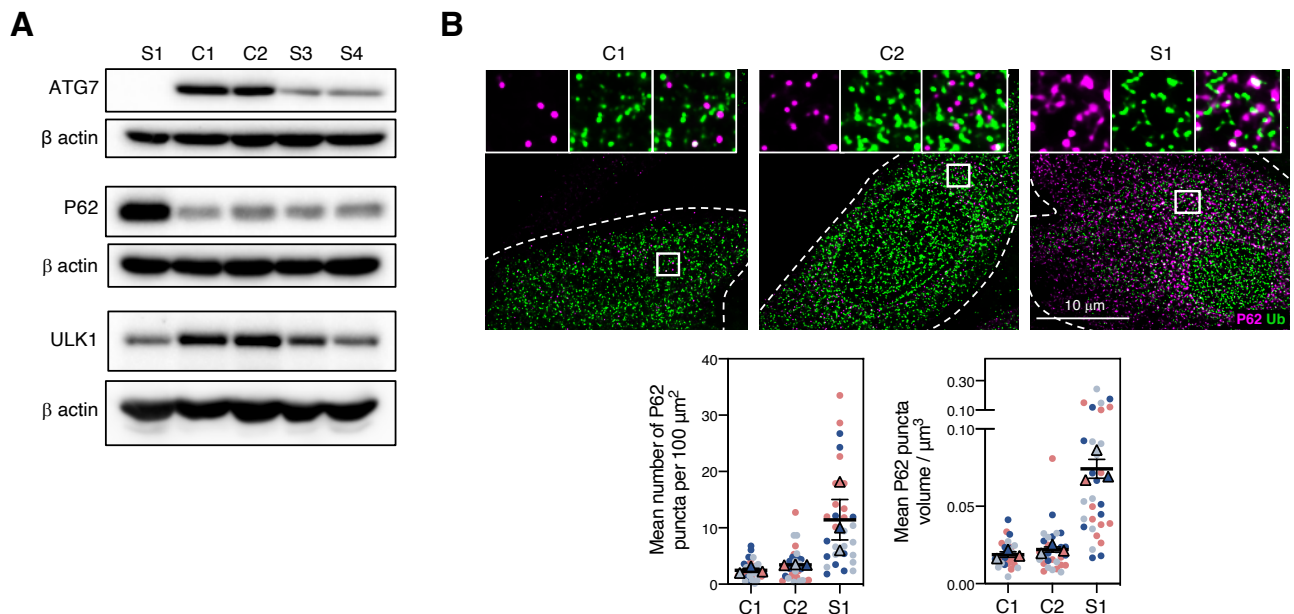 A
S1 C1 C2 S3 S4
ATG7
β actin
P62
β actin
ULK1
β actin
B
C1 C2 S1
10 μm
P62 Ub
Mean number of P62
puncta per 100 μm²
40
30
20
10
0
C1 C2 S1
Mean P62 puncta
volume / μm³
0.30
0.10
0.10
0.05
0.00
C1 C2 S1